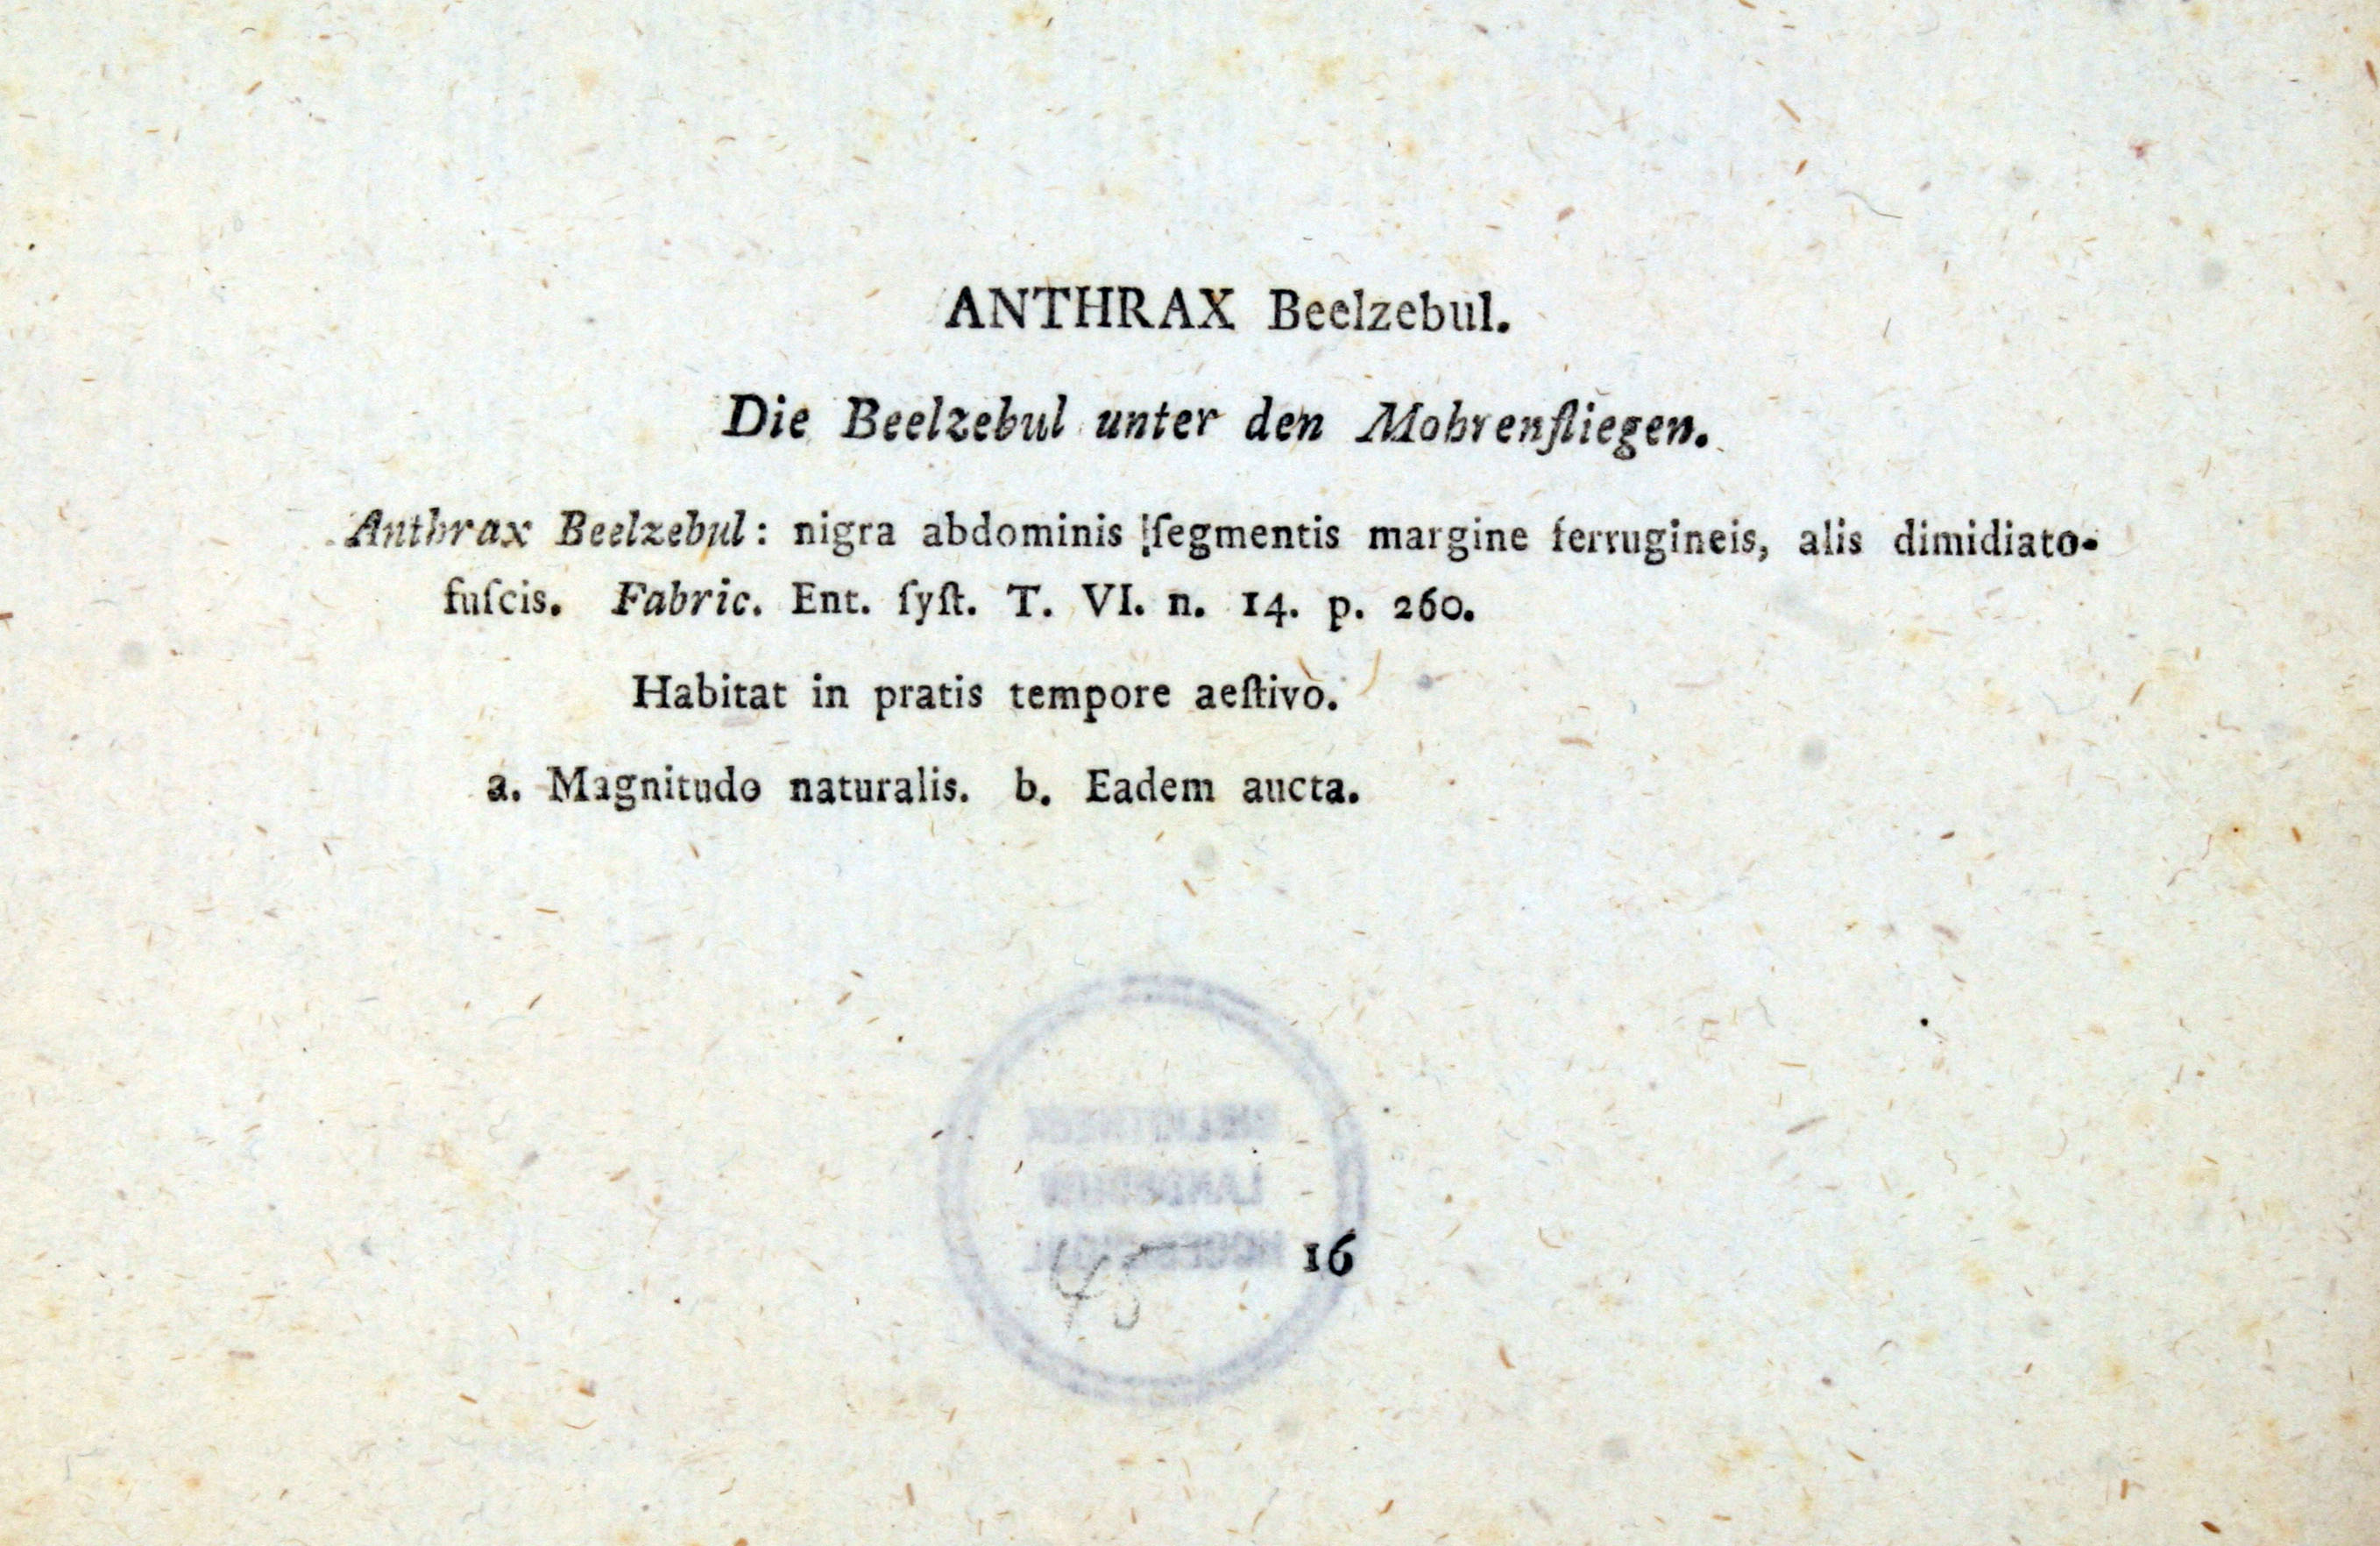 ANTHRAX Beelzebul.
Die Beelzebul unter den Mohrenfliegen.
Anthrax Beelzebul: nigra abdominis ſegmentis margine ferrugineis, alis dimidiato-
fuſcis. Fabric. Ent. ſyſt. T. VI. n. 14. p. 260.
Habitat in pratis tempore aeſtivo.
a. Magnitudo naturalis. b. Eadem aucta.
16
45